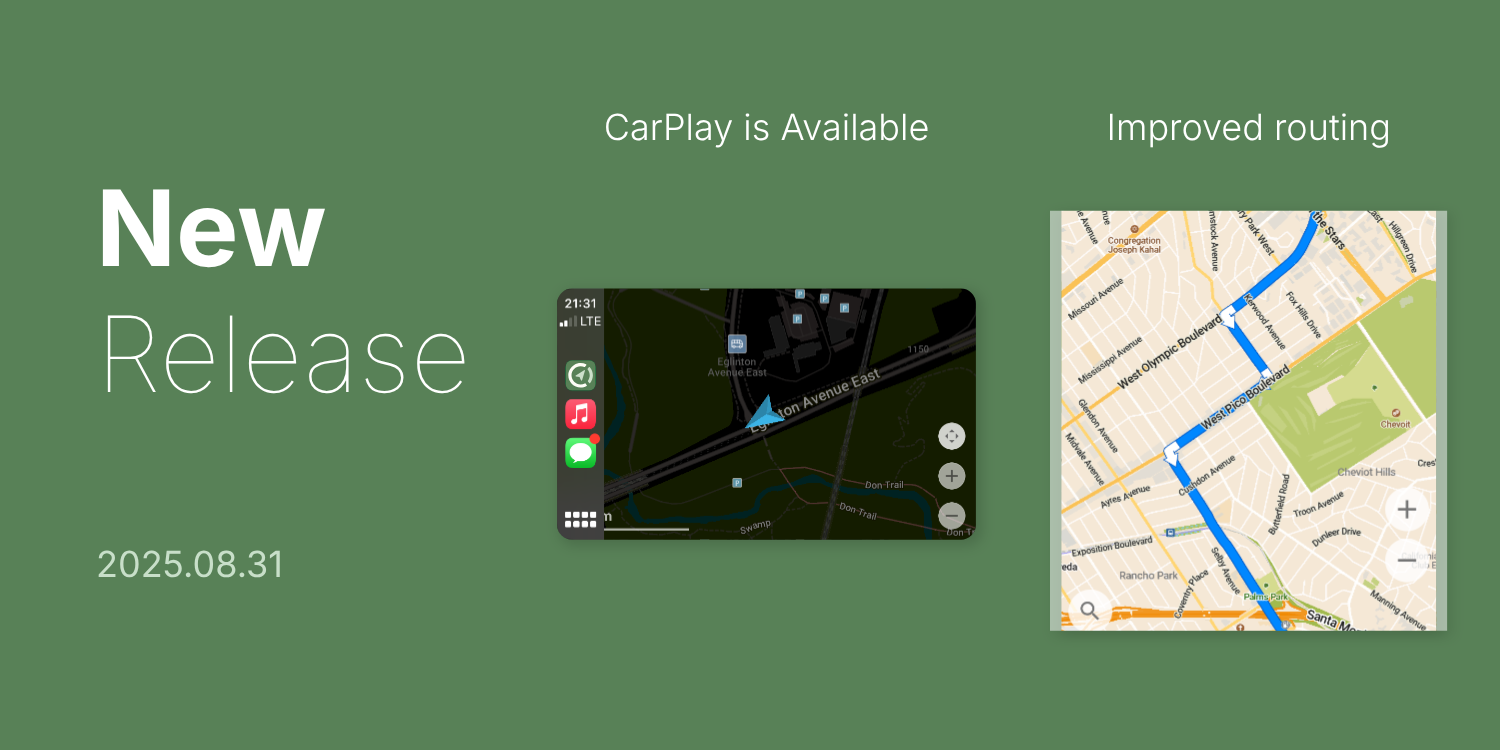 New
Release
2025.08.31
CarPlay is Available
21:31
LTE
P
P
P
P
Eglinton
Avenue East
1150
Eglinton Avenue East
P
Don Trail
Don Trail
Swamp
m
Improved routing
the Stars
Hillgreen Drive
Congregation
Joseph Kahal
Missouri Avenue
Kerwood Avenue
Fox Hills Drive
West Olympic Boulevard
Mississippi Avenue
West Pico Boulevard
Glendon Avenue
Chevoit
Midvale Avenue
Cushdon Avenue
Cheviot Hills
Ayres Avenue
Butterfield Road
Troon Avenue
Dunleer Drive
Exposition Boulevard
Selby Avenue
Rancho Park
Coventry Place
Palms Park
Manning Avenue